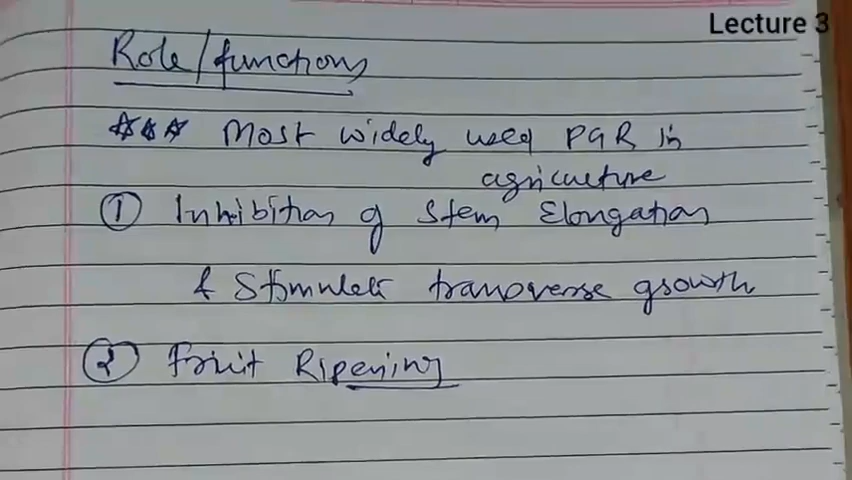 Lecture 3
Role/functions
*** Most widely used PGR in
agriculture
① Inhibition of Stem Elongation
& Stimulate transverse growth
② Fruit Ripening